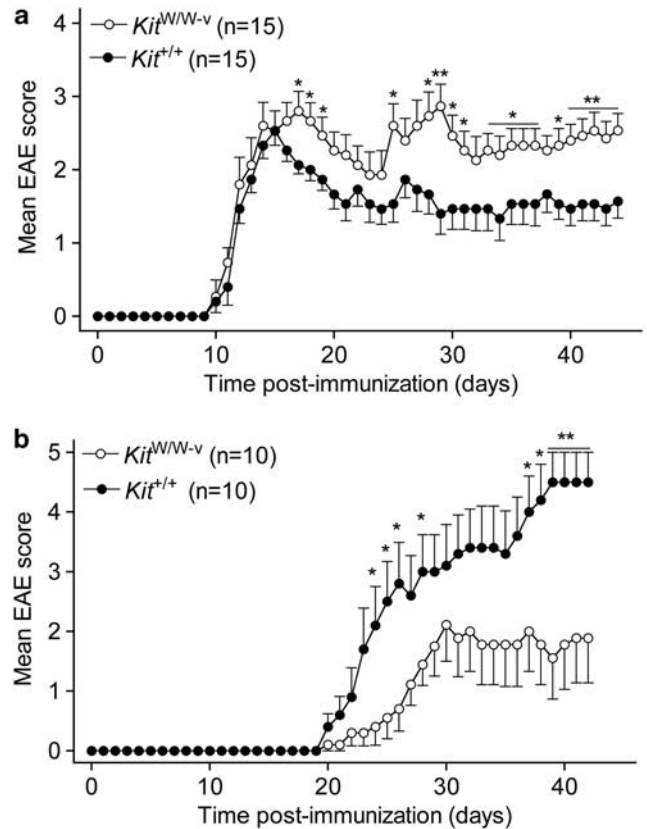 a
Kit^W/W-v (n=15)
Kit^+/+ (n=15)
4
3
2
1
0
Mean EAE score
* * * * * ** * * * * **
0 10 20 30 40
Time post-immunization (days)
b
Kit^W/W-v (n=10)
Kit^+/+ (n=10)
5
4
3
2
1
0
Mean EAE score
* * * * * * **
0 10 20 30 40
Time post-immunization (days)